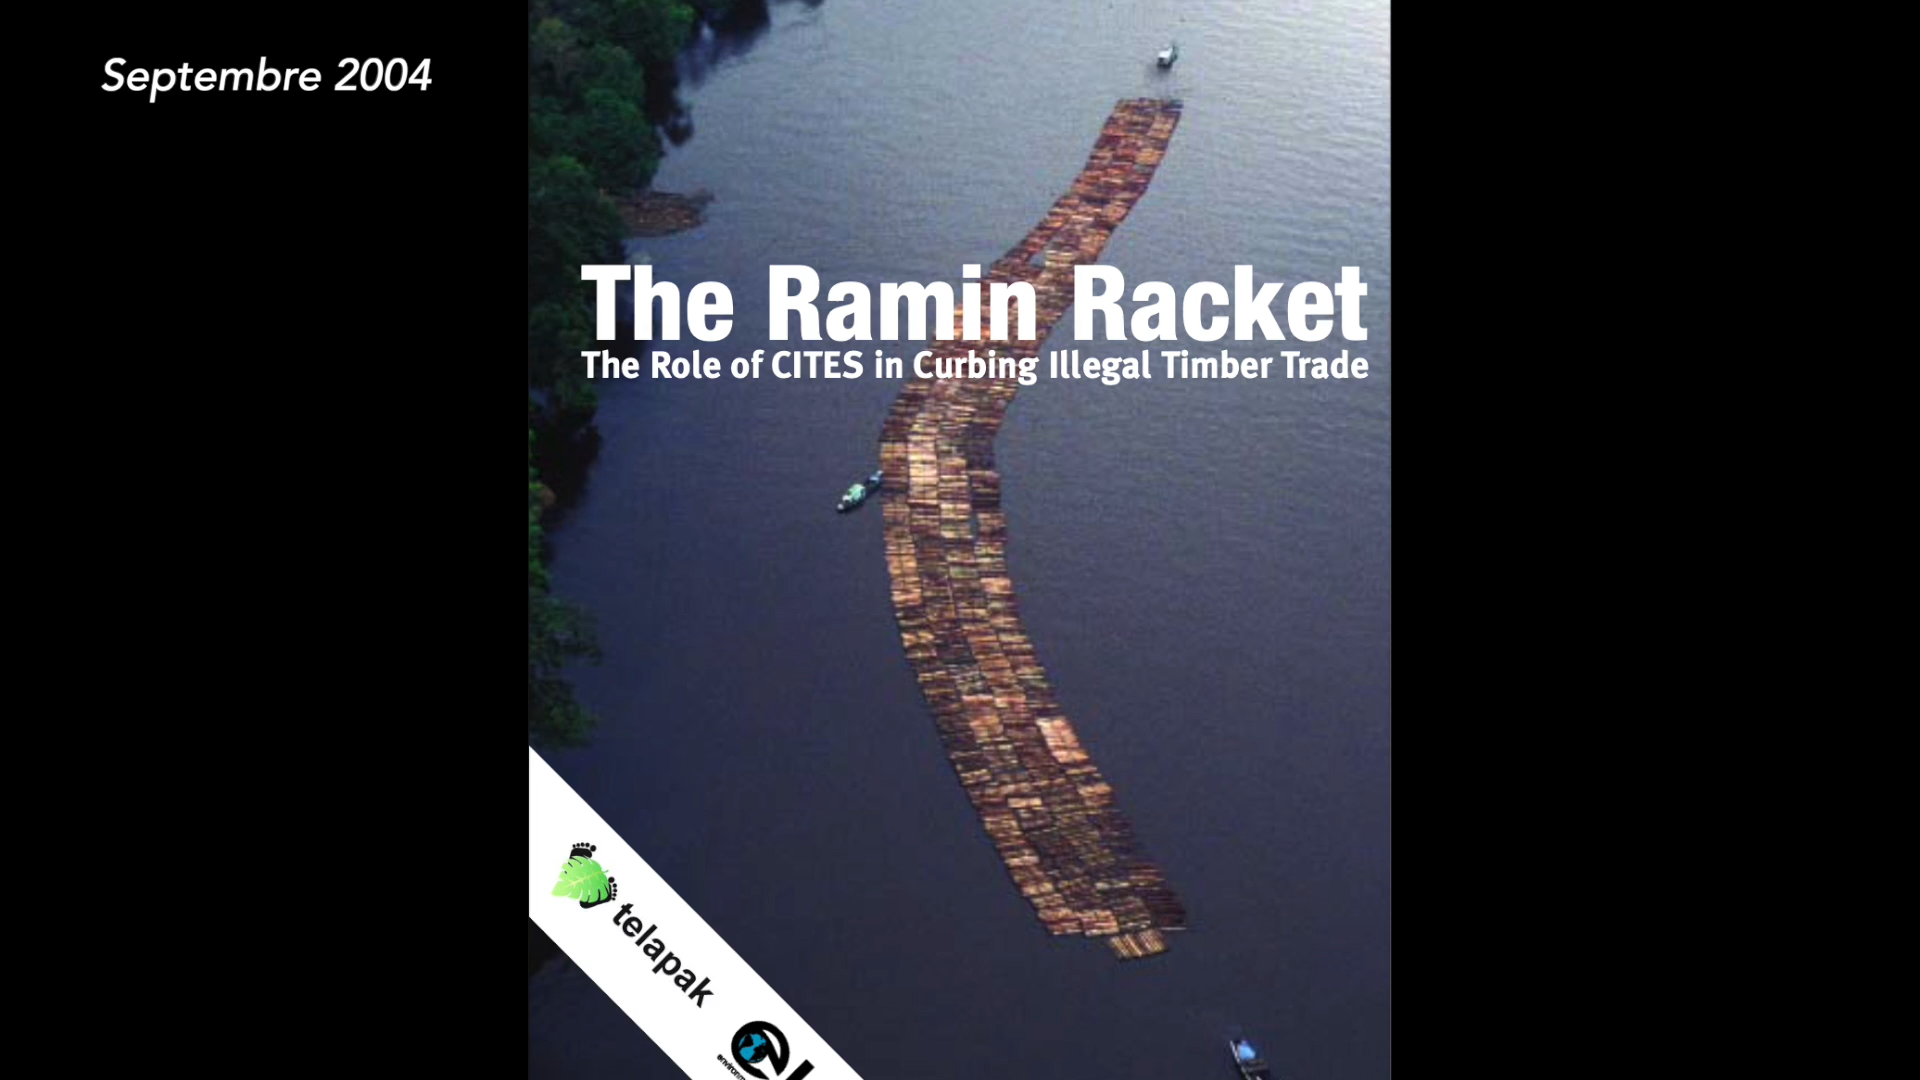 Septembre 2004
The Ramin Racket
The Role of CITES in Curbing Illegal Timber Trade
telapak